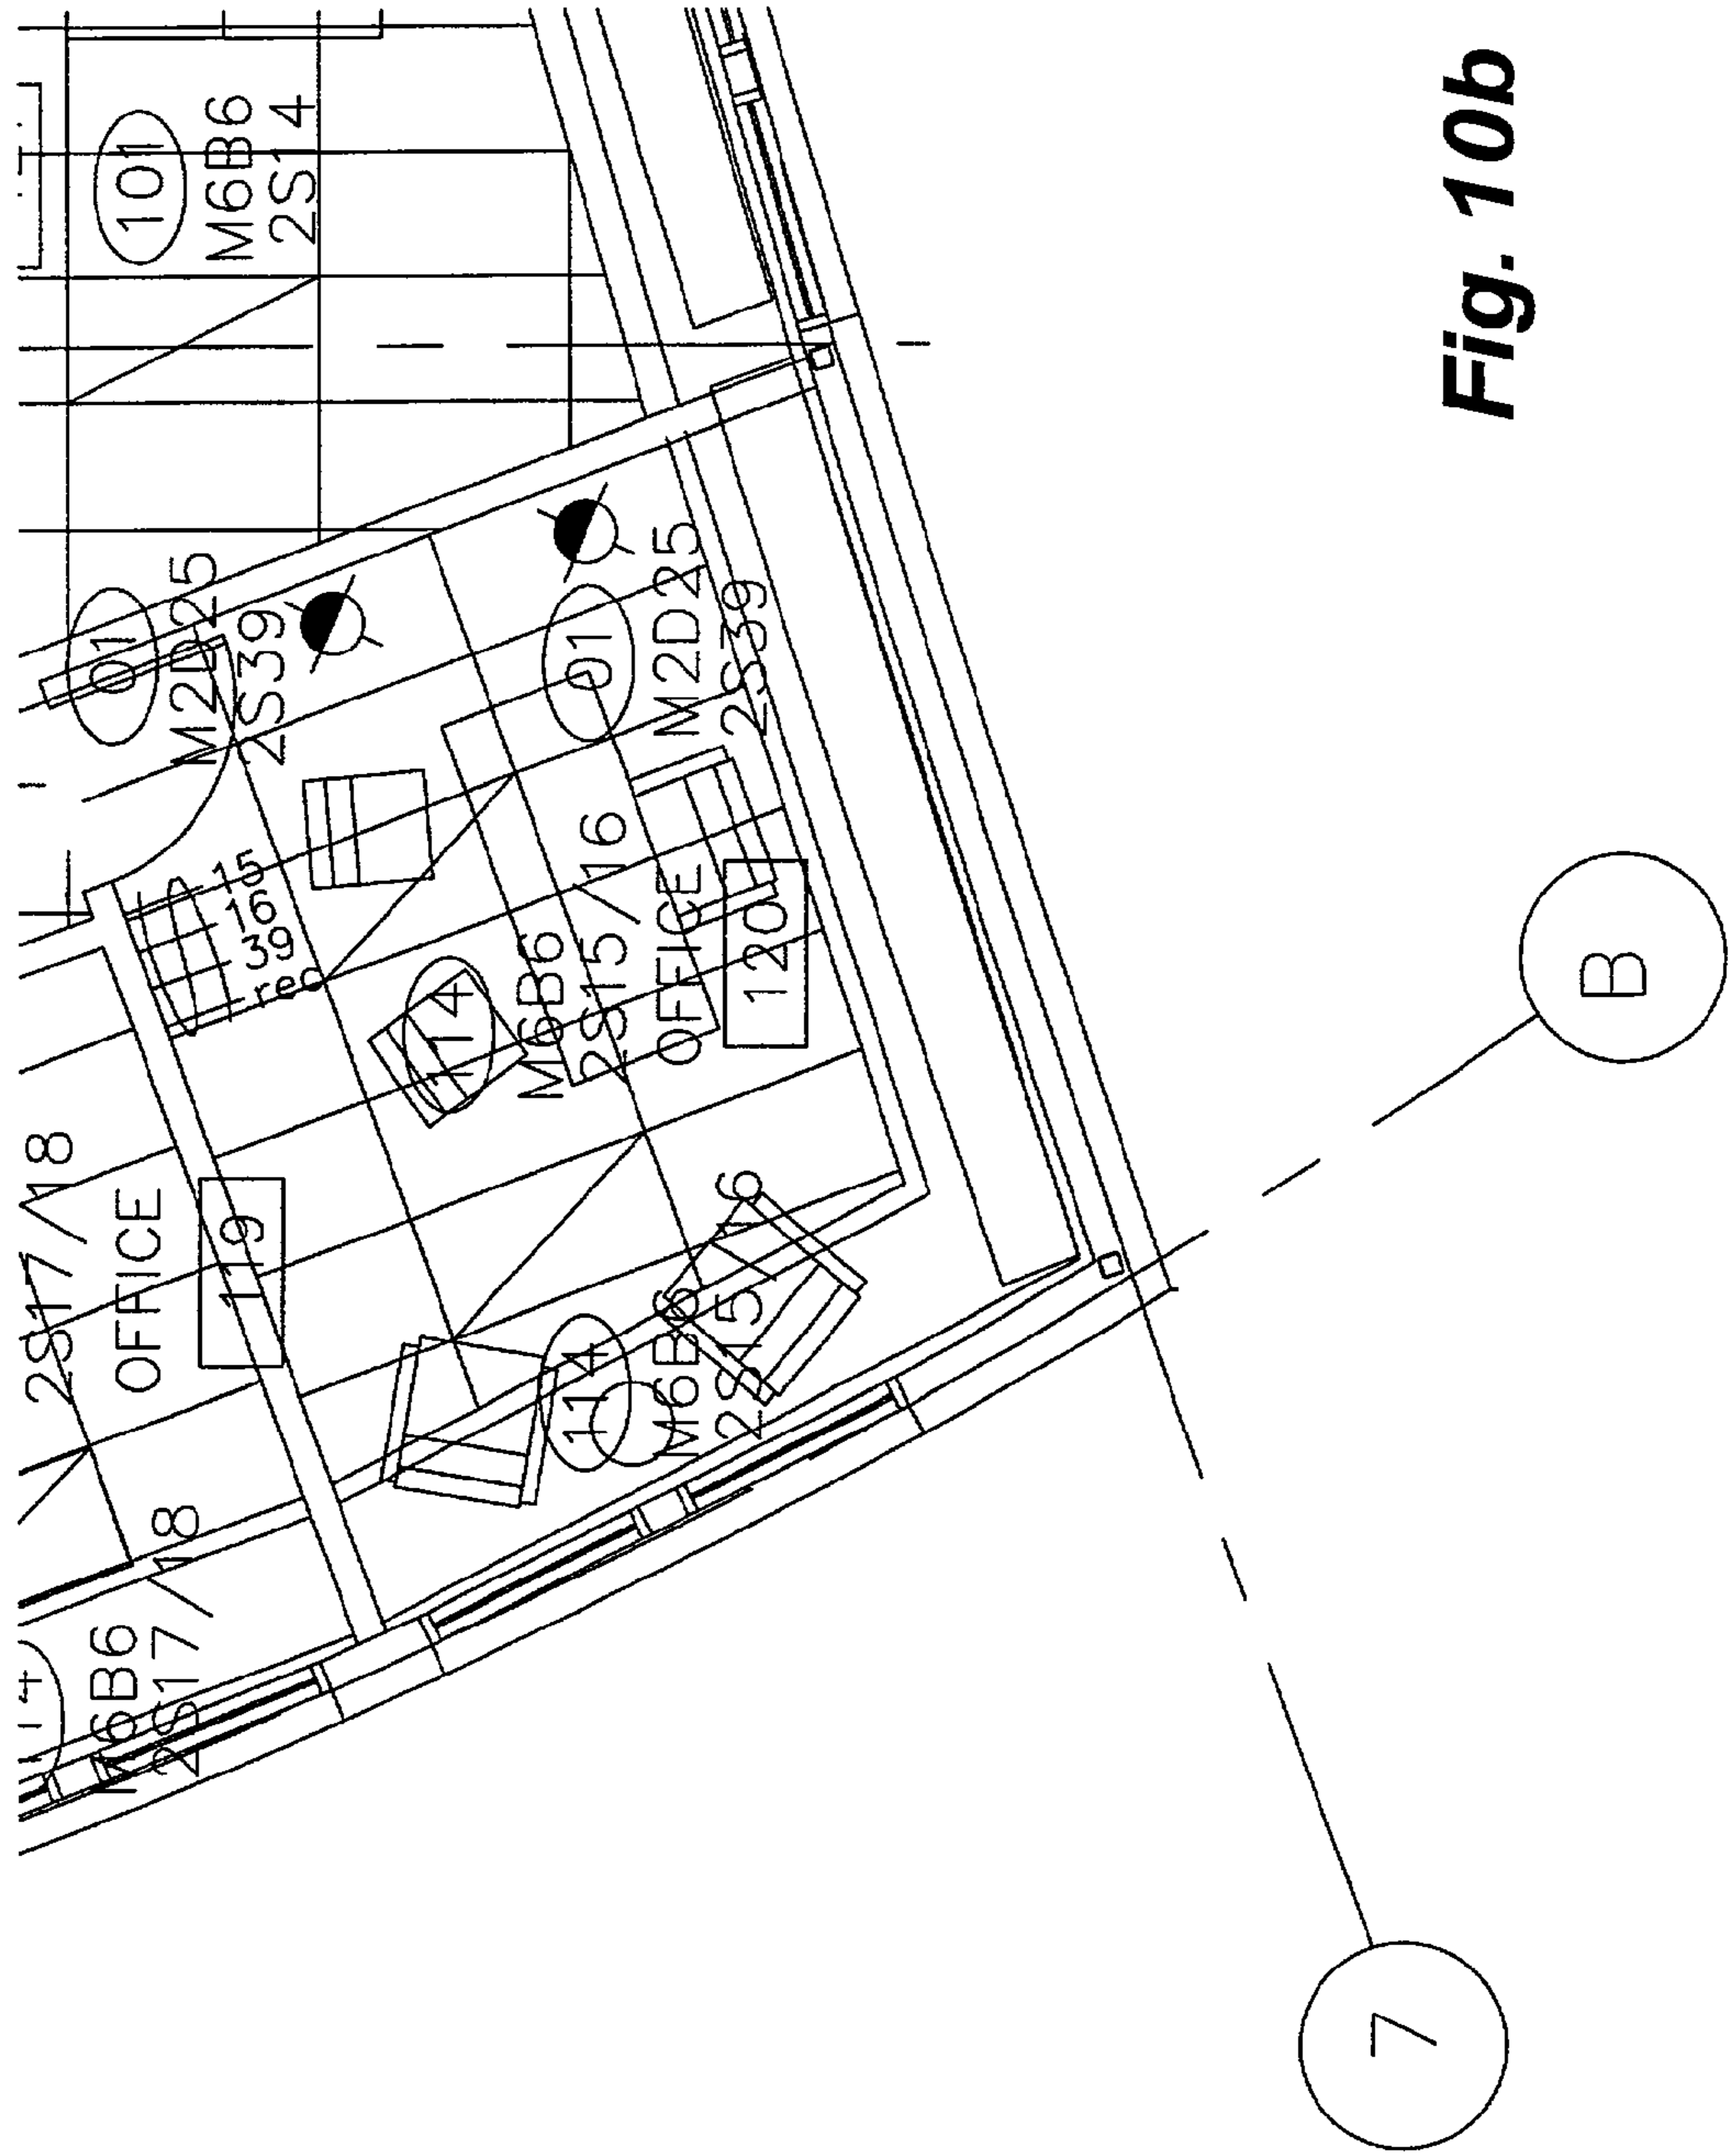 101
M6B6
2S14
01
M2D25
2S39
01
M2D25
2S39
15
16
39
rec
114
M6B6
2S15/16
OFFICE
120
2S17/18
OFFICE
119
114
M6B6
2S15/16
M6B6
2S17/18
B
7
Fig. 10b